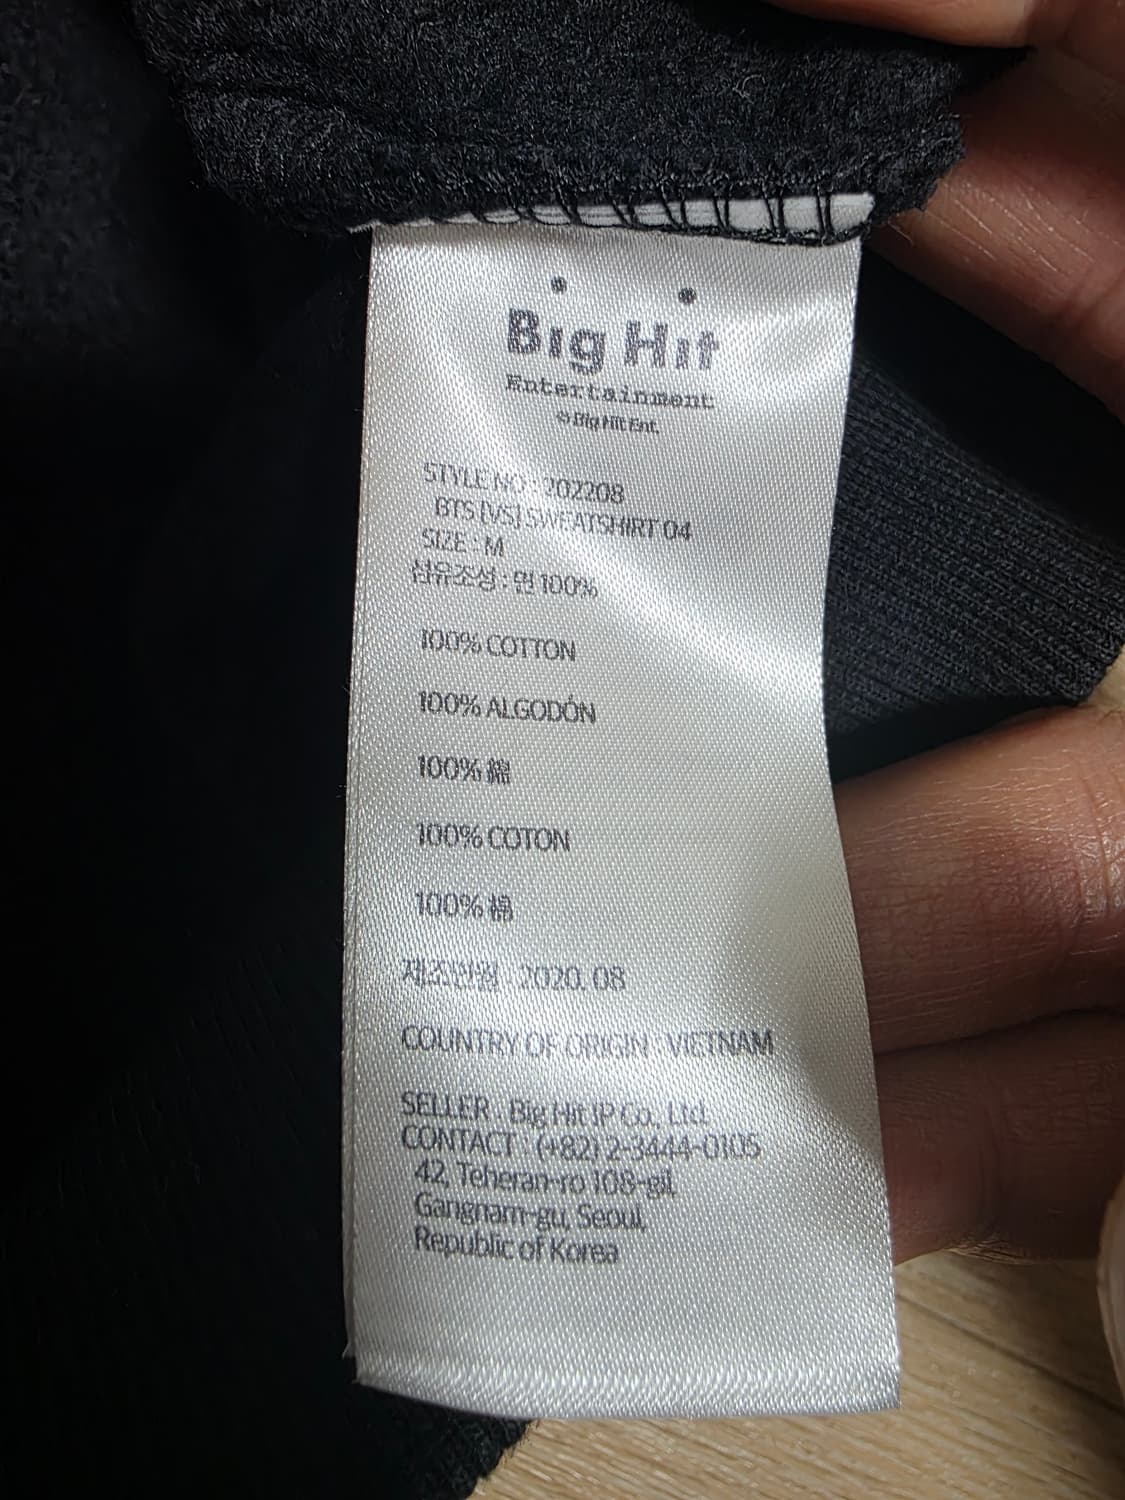 Big Hit
Entertainment
© Big Hit Ent.
STYLE NO : 202208
BTS [VS] SWEATSHIRT 04
SIZE : M
섬유조성 : 면 100%
100% COTTON
100% ALGODÓN
100% 綿
100% COTON
100% 棉
제조연월 : 2020. 08
COUNTRY OF ORIGIN : VIETNAM
SELLER : Big Hit IP Co., Ltd.
CONTACT : (+82) 2-3444-0105
42, Teheran-ro 108-gil,
Gangnam-gu, Seoul,
Republic of Korea